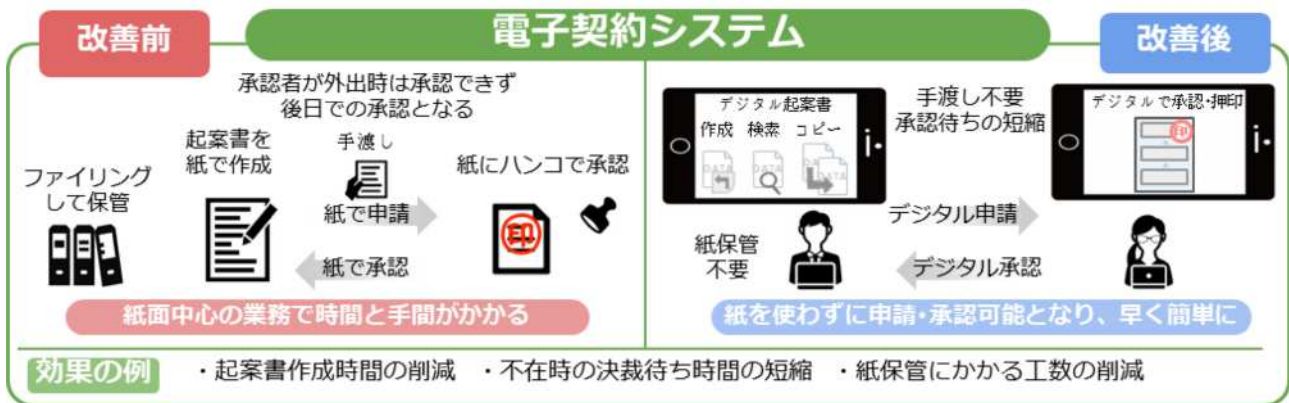 改善前
電子契約システム
改善後
承認者が外出時は承認できず
後日での承認となる
ファイリング
して保管
起案書を
紙で作成
手渡し
紙で申請
紙で承認
紙にハンコで承認
印
紙面中心の業務で時間と手間がかかる
デジタル起案書
作成 検索 コピー
DATA
DATA
DATA
紙保管
不要
手渡し不要
承認待ちの短縮
デジタル申請
デジタル承認
デジタルで承認・押印
印
紙を使わずに申請・承認可能となり、早く簡単に
効果の例 ・起案書作成時間の削減 ・不在時の決裁待ち時間の短縮 ・紙保管にかかる工数の削減